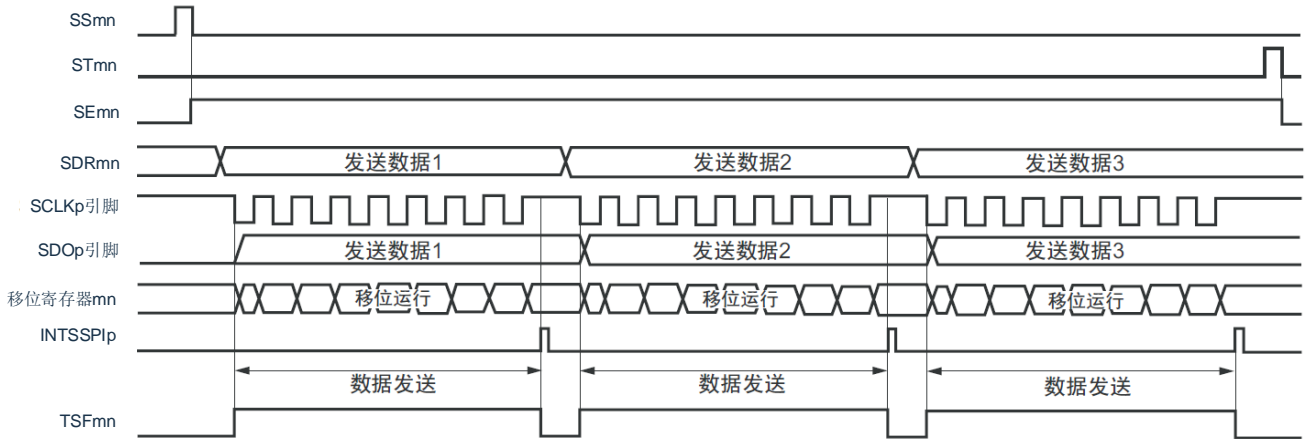 SSmn
STmn
SEmn
SDRmn 发送数据1 发送数据2 发送数据3
SCLKp引脚
SDOp引脚 发送数据1 发送数据2 发送数据3
移位寄存器mn 移位运行 移位运行 移位运行
INTSSPIp
数据发送 数据发送 数据发送
TSFmn